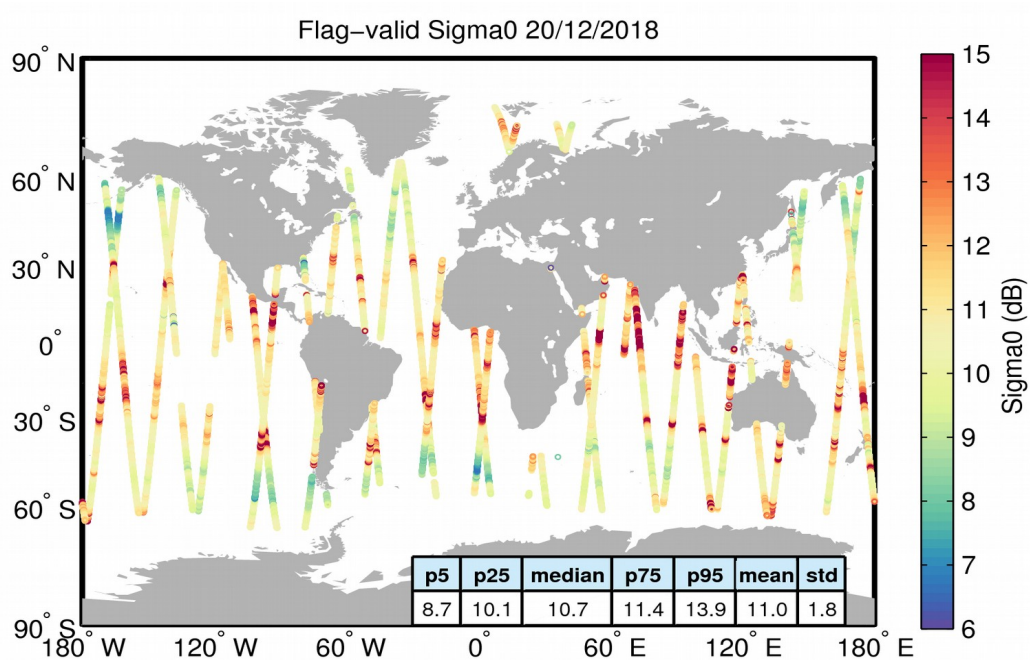 Flag−valid Sigma0 20/12/2018
90° N
60° N
30° N
0°
30° S
60° S
90° S
180° W
120° W
60° W
0°
60° E
120° E
180° E
15
14
13
12
11
10
9
8
7
6
Sigma0 (dB)
p5 p25 median p75 p95 mean std
8.7 10.1 10.7 11.4 13.9 11.0 1.8